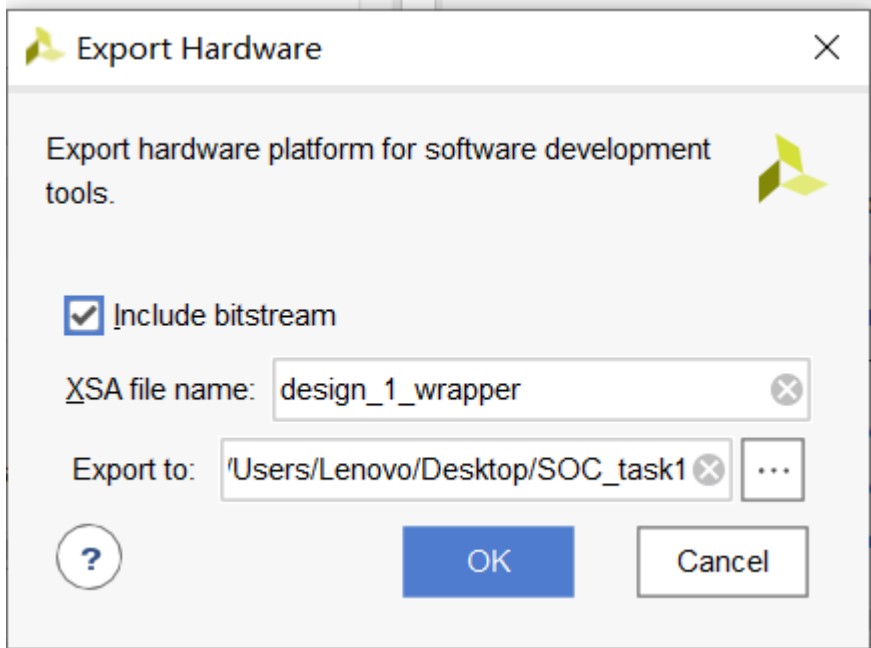 Export Hardware
Export hardware platform for software development
tools.
Include bitstream
XSA file name: design_1_wrapper
Export to: /Users/Lenovo/Desktop/SOC_task1 ...
? OK Cancel